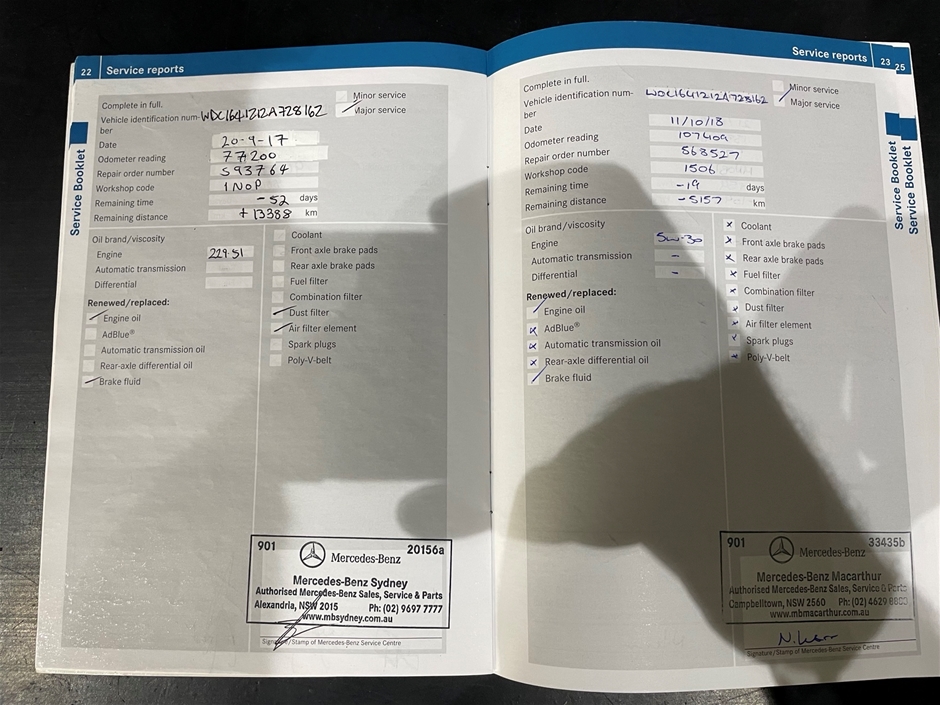 22 Service reports
Service Booklet
Complete in full.
Minor service
Major service
Vehicle identification num-
ber
WDC1641212A728162
Date 20-9-17
Odometer reading 77200
Repair order number 593764
Workshop code 1NOP
Remaining time -52 days
Remaining distance +13388 km
Oil brand/viscosity
Engine 229.51
Automatic transmission
Differential
Renewed/replaced:
Engine oil
AdBlue®
Automatic transmission oil
Rear-axle differential oil
Brake fluid
Coolant
Front axle brake pads
Rear axle brake pads
Fuel filter
Combination filter
Dust filter
Air filter element
Spark plugs
Poly-V-belt
901 20156a
Mercedes-Benz
Mercedes-Benz Sydney
Authorised Mercedes-Benz Sales, Service & Parts
Alexandria, NSW 2015 Ph: (02) 9697 7777
www.mbsydney.com.au
Signature/Stamp of Mercedes-Benz Service Centre
Service reports 23
25
Service Booklet
Service Booklet
Complete in full.
Minor service
Major service
Vehicle identification num-
ber
WDC1641212A728162
Date 11/10/18
Odometer reading 107409
Repair order number 568527
Workshop code 1506
Remaining time -19 days
Remaining distance -5157 km
Oil brand/viscosity
Engine 5w-30
Automatic transmission -
Differential -
Renewed/replaced:
Engine oil
AdBlue®
Automatic transmission oil
Rear-axle differential oil
Brake fluid
Coolant
Front axle brake pads
Rear axle brake pads
Fuel filter
Combination filter
Dust filter
Air filter element
Spark plugs
Poly-V-belt
901 33435b
Mercedes-Benz
Mercedes-Benz Macarthur
Authorised Mercedes-Benz Sales, Service & Parts
Campbelltown, NSW 2560 Ph: (02) 4629
www.mbmacarthur.com.au
Signature/Stamp of Mercedes-Benz Service Centre